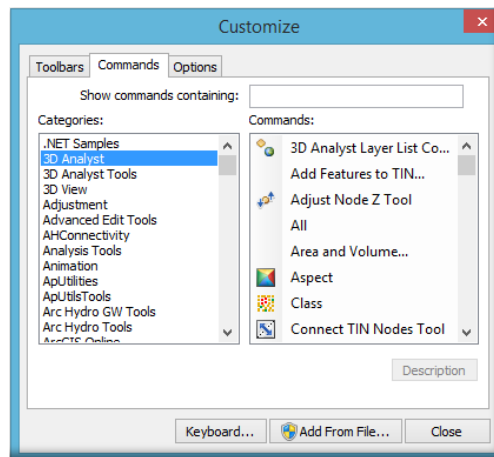 Customize
Toolbars
Commands
Options
Show commands containing:
Categories:
.NET Samples
3D Analyst
3D Analyst Tools
3D View
Adjustment
Advanced Edit Tools
AHConnectivity
Analysis Tools
Animation
ApUtilities
ApUtilsTools
Arc Hydro GW Tools
Arc Hydro Tools
ArcGIS Online
Commands:
3D Analyst Layer List Co...
Add Features to TIN...
Adjust Node Z Tool
All
Area and Volume...
Aspect
Class
Connect TIN Nodes Tool
Description
Keyboard...
Add From File...
Close